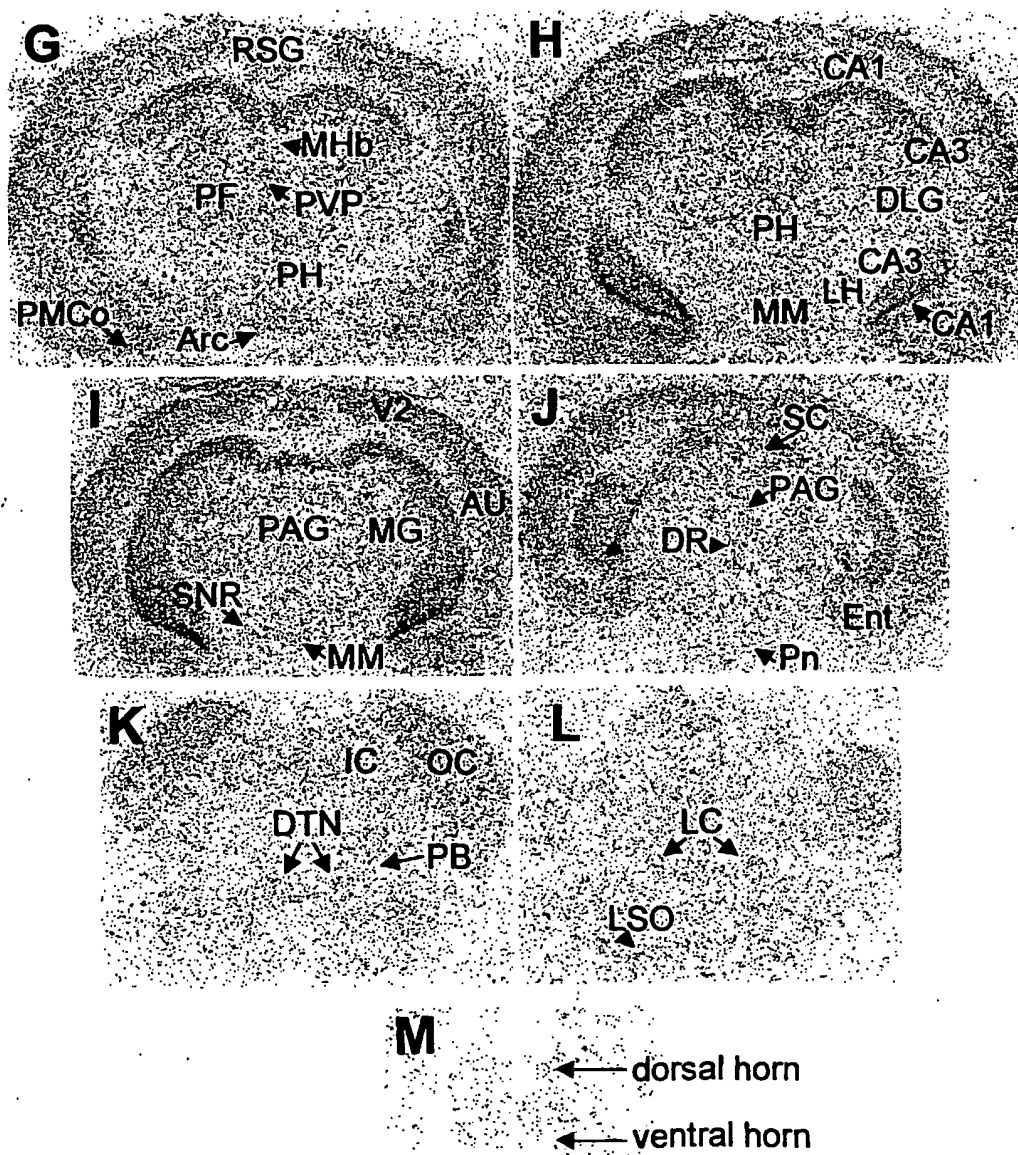 G
RSG
MHb
PF
PVP
PH
PMCo
Arc
H
CA1
CA3
DLG
PH
CA3
LH
MM
CA1
I
V2
AU
PAG
MG
SNR
MM
J
SC
PAG
DR
Ent
Pn
K
IC
OC
DTN
PB
L
LC
LSO
M
dorsal horn
ventral horn